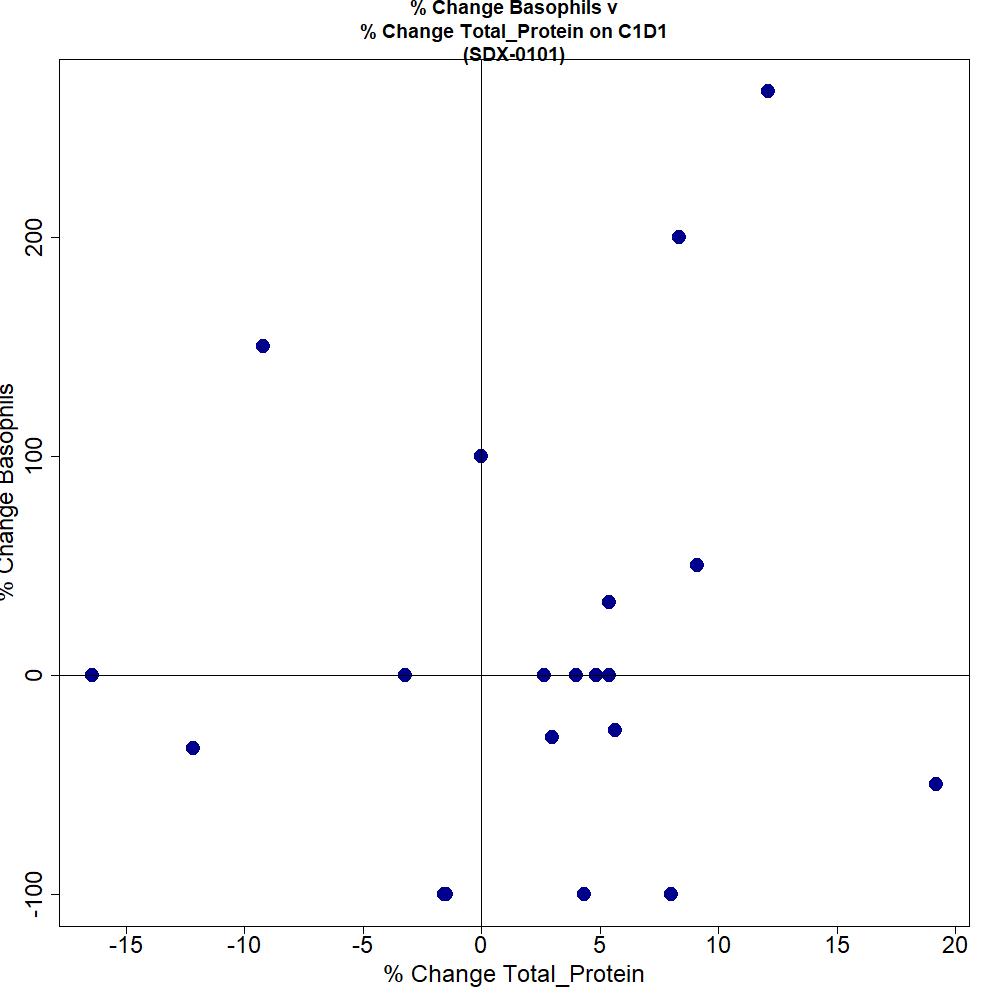 % Change Basophils v
% Change Total_Protein on C1D1
(SDX-0101)
% Change Basophils
200
100
0
-100
-15 -10 -5 0 5 10 15 20
% Change Total_Protein